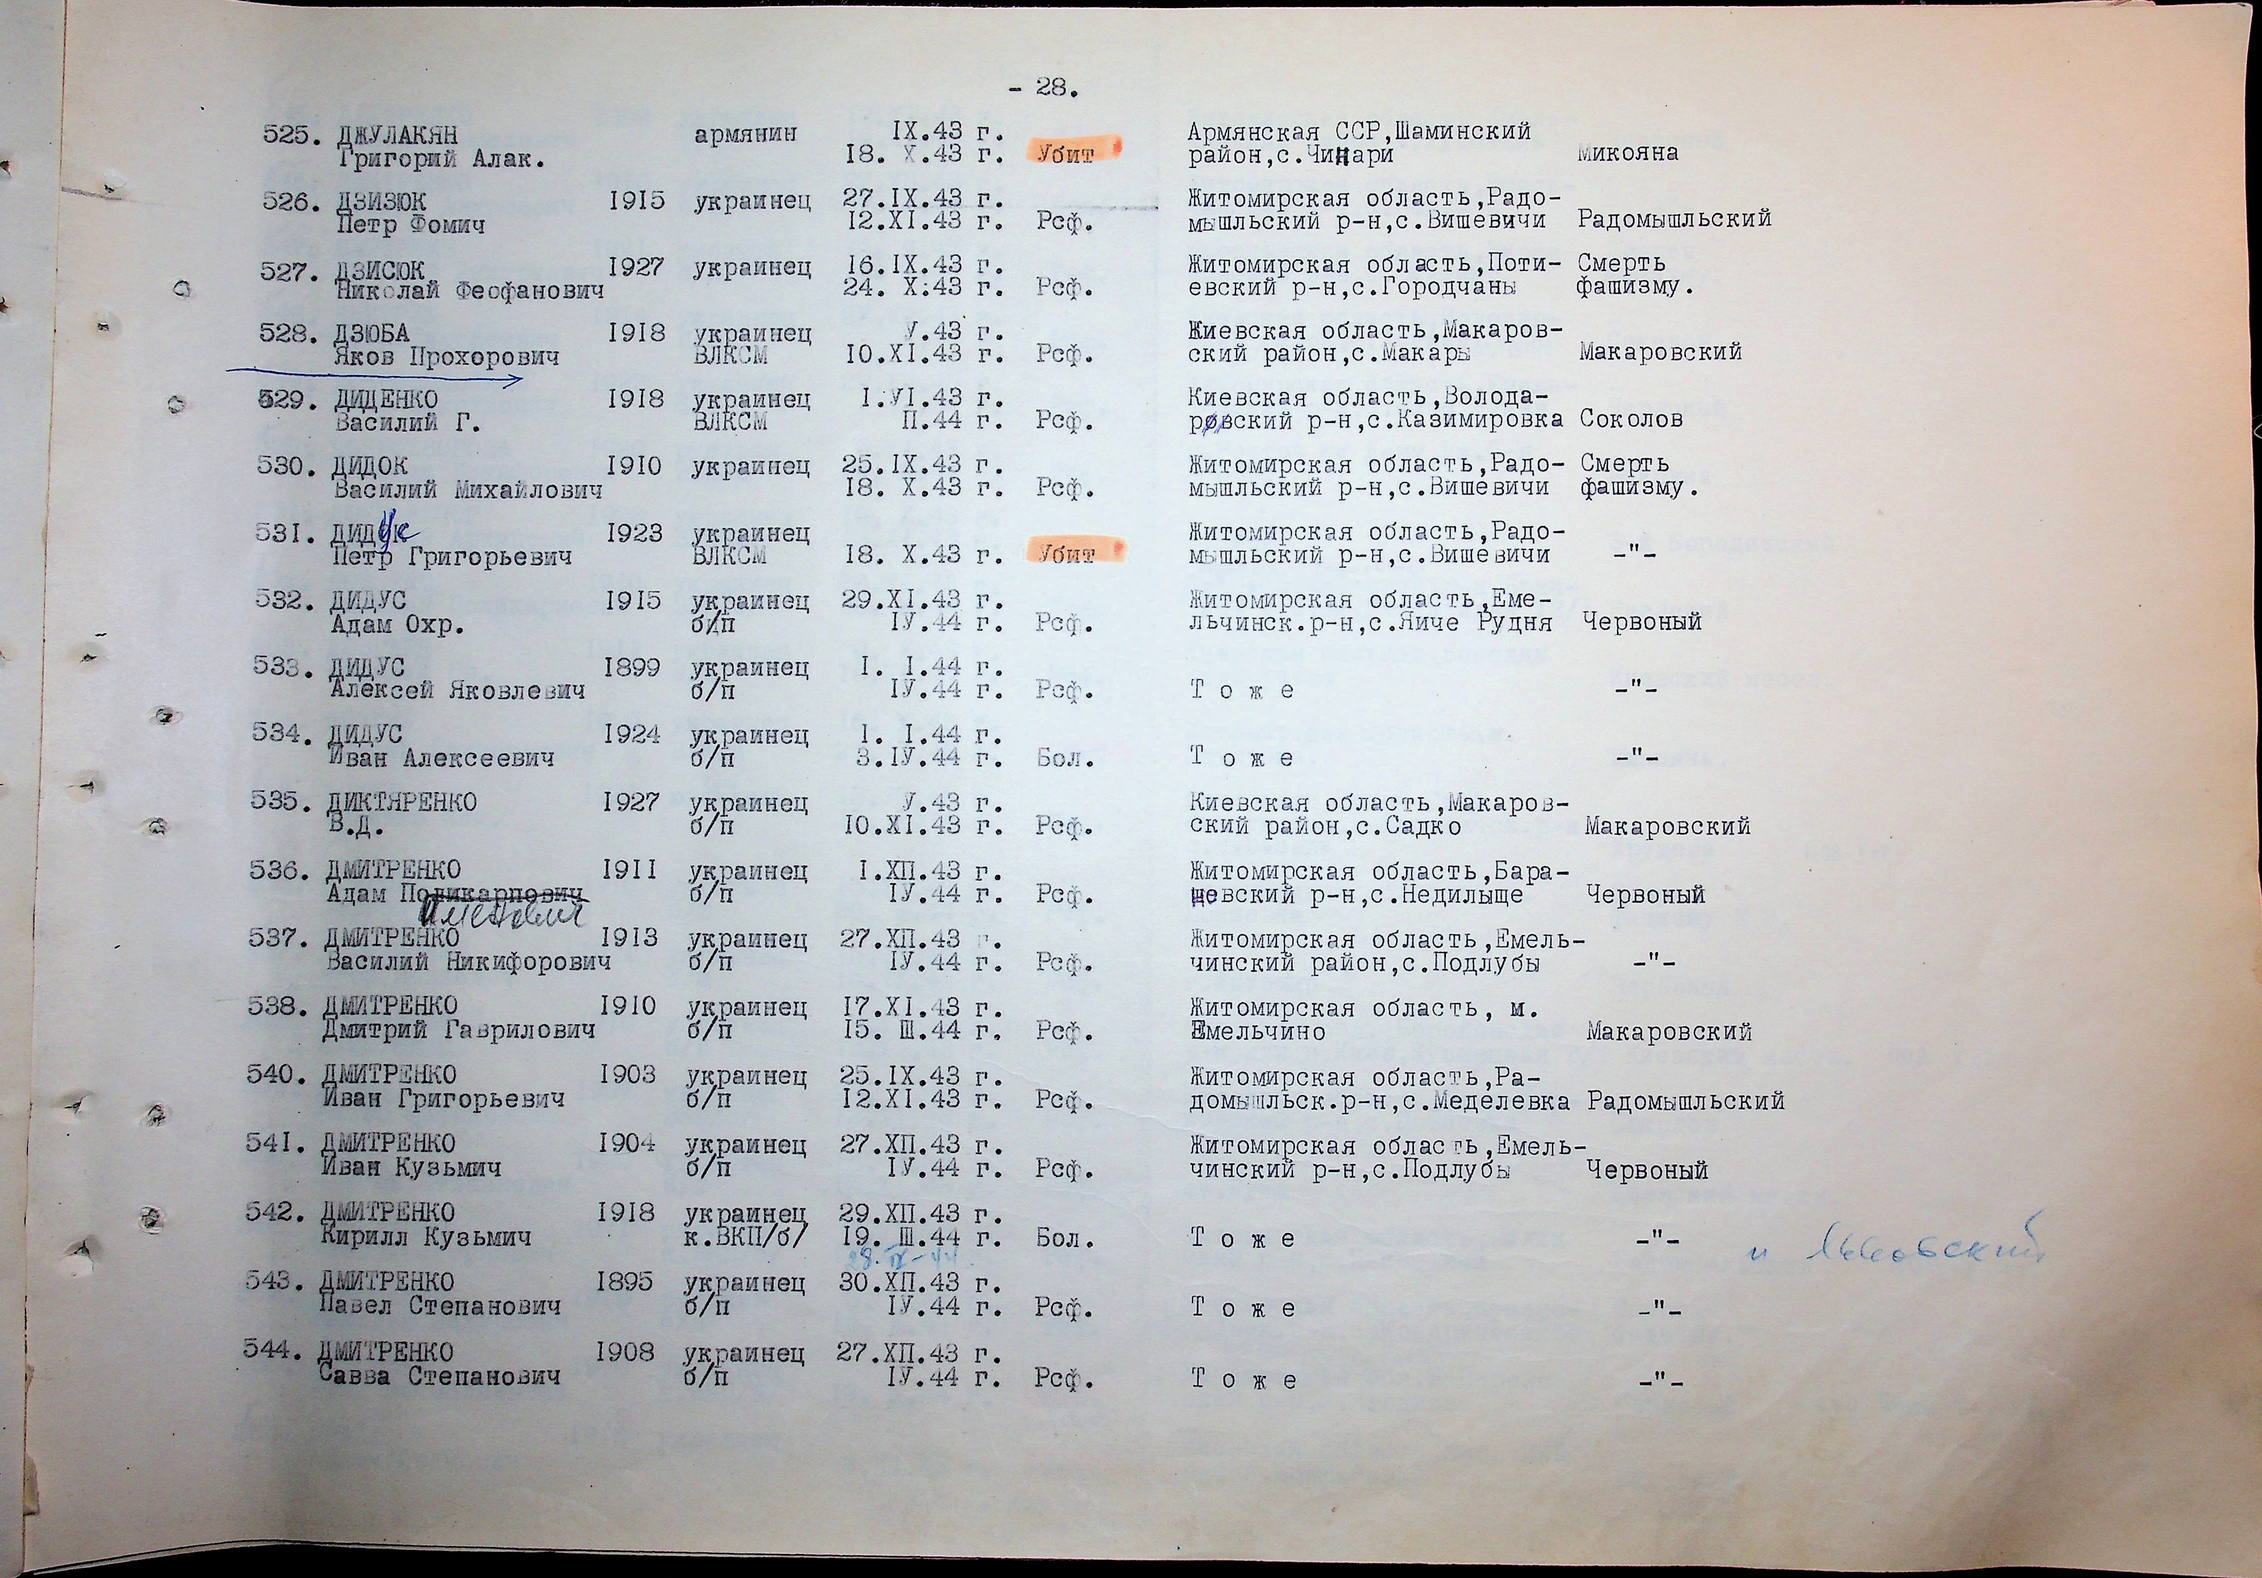 - 28.
525. ДЖУЛАКЯН армянин IX.43 г. Армянская ССР,Шаминский
Григорий Алак. 18. X.43 г. Убит район,с.Чинари Микояна
526. ДЗИЗЮК 1915 украинец 27.IX.43 г. Житомирская область,Радо-
Петр Фомич 12.XI.43 г. Рсф. мышльский р-н,с.Вишевичи Радомышльский
527. ДЗИСЮК 1927 украинец 16.IX.43 г. Житомирская область,Поти- Смерть
Николай Феофанович 24. X.43 г. Рсф. евский р-н,с.Городчаны фашизму.
528. ДЗЮБА 1918 украинец У.43 г. Киевская область,Макаров-
Яков Прохорович ВЛКСМ 10.XI.43 г. Рсф. ский район,с.Макары Макаровский
529. ДИДЕНКО 1918 украинец I.УI.43 г. Киевская область,Волода-
Василий Г. ВЛКСМ П.44 г. Рсф. ровский р-н,с.Казимировка Соколов
530. ДИДОК 1910 украинец 25.IX.43 г. Житомирская область,Радо- Смерть
Василий Михайлович 18. X.43 г. Рсф. мышльский р-н,с.Вишевичи фашизму.
531. ДИДук 1923 украинец Житомирская область,Радо-
Петр Григорьевич ВЛКСМ 18. X.43 г. Убит мышльский р-н,с.Вишевичи -"-
532. ДИДУС 1915 украинец 29.XI.43 г. Житомирская область,Еме-
Адам Охр. б/п IУ.44 г. Рсф. льчинск.р-н,с.Яиче Рудня Червоный
533. ДИДУС 1899 украинец I. I.44 г.
Алексей Яковлевич б/п IУ.44 г. Рсф. Т о ж е -"-
534. ДИДУС 1924 украинец I. I.44 г.
Иван Алексеевич б/п 3.IУ.44 г. Бол. Т о ж е -"-
535. ДИКТЯРЕНКО 1927 украинец У.43 г. Киевская область,Макаров-
В.Д. б/п 10.XI.43 г. Рсф. ский район,с.Садко Макаровский
536. ДМИТРЕНКО 1911 украинец I.ХП.43 г. Житомирская область,Бара-
Адам Поликарпович б/п IУ.44 г. Рсф. шевский р-н,с.Недилыще Червоный
537. ДМИТРЕНКО 1913 украинец 27.ХП.43 г. Житомирская область,Емель-
Василий Никифорович б/п IУ.44 г. Рсф. чинский район,с.Подлубы -"-
538. ДМИТРЕНКО 1910 украинец 17.XI.43 г. Житомирская область, м.
Дмитрий Гаврилович б/п 15. Ш.44 г. Рсф. Емельчино Макаровский
540. ДМИТРЕНКО 1903 украинец 25.IX.43 г. Житомирская область,Ра-
Иван Григорьевич б/п 12.XI.43 г. Рсф. домышльск.р-н,с.Меделевка Радомышльский
541. ДМИТРЕНКО 1904 украинец 27.ХП.43 г. Житомирская область,Емель-
Иван Кузьмич б/п IУ.44 г. Рсф. чинский р-н,с.Подлубы Червоный
542. ДМИТРЕНКО 1918 украинец 29.ХП.43 г.
Кирилл Кузьмич к.ВКП/б/ 19. Ш.44 г. Бол. Т о ж е -"- и
543. ДМИТРЕНКО 1895 украинец 30.ХП.43 г.
Павел Степанович б/п IУ.44 г. Рсф. Т о ж е -"-
544. ДМИТРЕНКО 1908 украинец 27.ХП.43 г.
Савва Степанович б/п IУ.44 г. Рсф. Т о ж е -"-